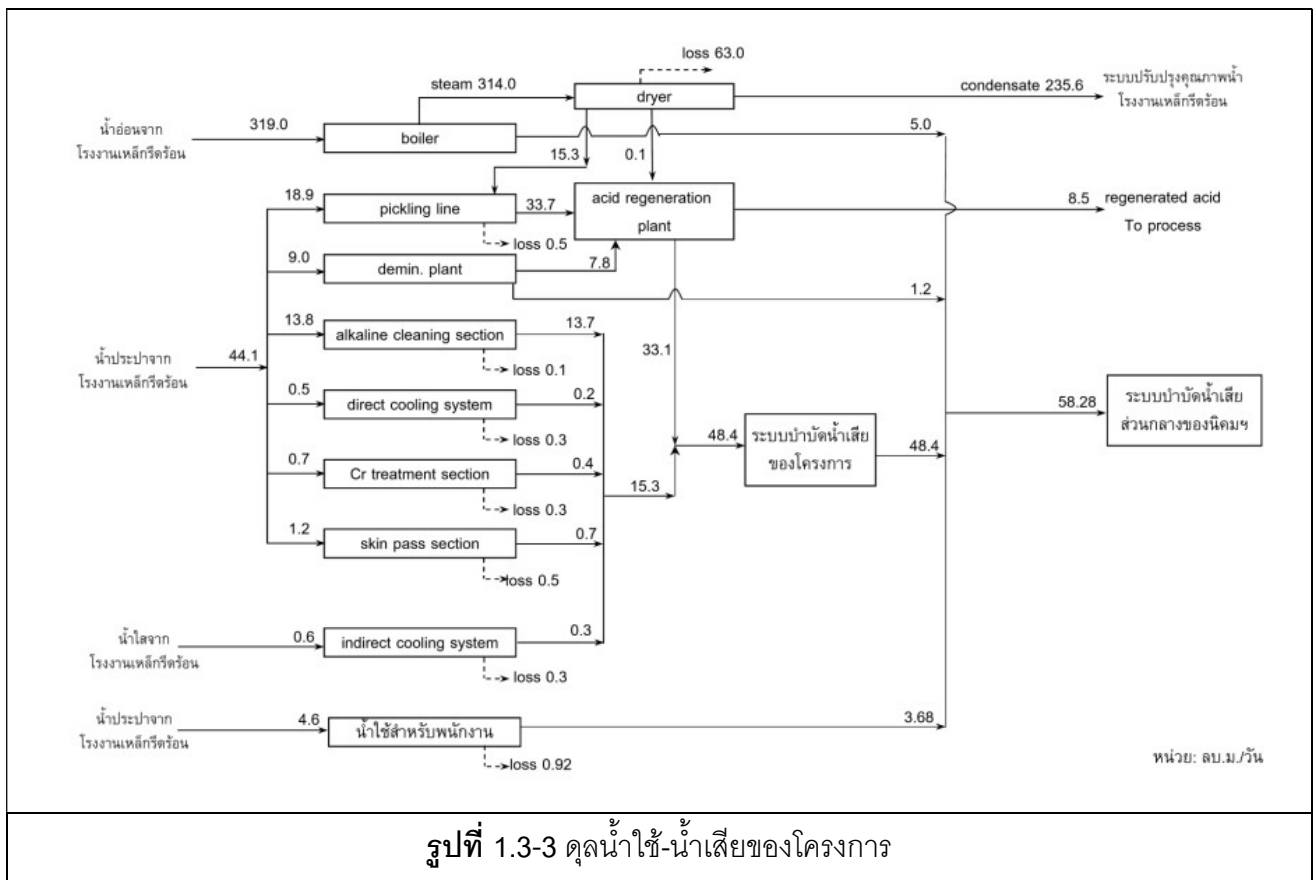 loss 63.0
steam 314.0
dryer
condensate 235.6
ระบบปรับปรุงคุณภาพน้ำ
โรงงานเหล็กรีดร้อน
น้ำอ่อนจาก
โรงงานเหล็กรีดร้อน
319.0
boiler
5.0
15.3
0.1
18.9
pickling line
33.7
loss 0.5
acid regeneration
plant
8.5
regenerated acid
To process
9.0
demin. plant
7.8
1.2
13.8
alkaline cleaning section
13.7
loss 0.1
33.1
น้ำประปาจาก
โรงงานเหล็กรีดร้อน
44.1
0.5
direct cooling system
0.2
loss 0.3
58.28
ระบบบำบัดน้ำเสีย
ส่วนกลางของนิคมฯ
48.4
ระบบบำบัดน้ำเสีย
ของโครงการ
48.4
0.7
Cr treatment section
0.4
loss 0.3
15.3
1.2
skin pass section
0.7
loss 0.5
น้ำใสจาก
โรงงานเหล็กรีดร้อน
0.6
indirect cooling system
0.3
loss 0.3
น้ำประปาจาก
โรงงานเหล็กรีดร้อน
4.6
น้ำใช้สำหรับพนักงาน
3.68
loss 0.92
หน่วย: ลบ.ม./วัน
รูปที่ 1.3-3 ดุลน้ำใช้-น้ำเสียของโครงการ